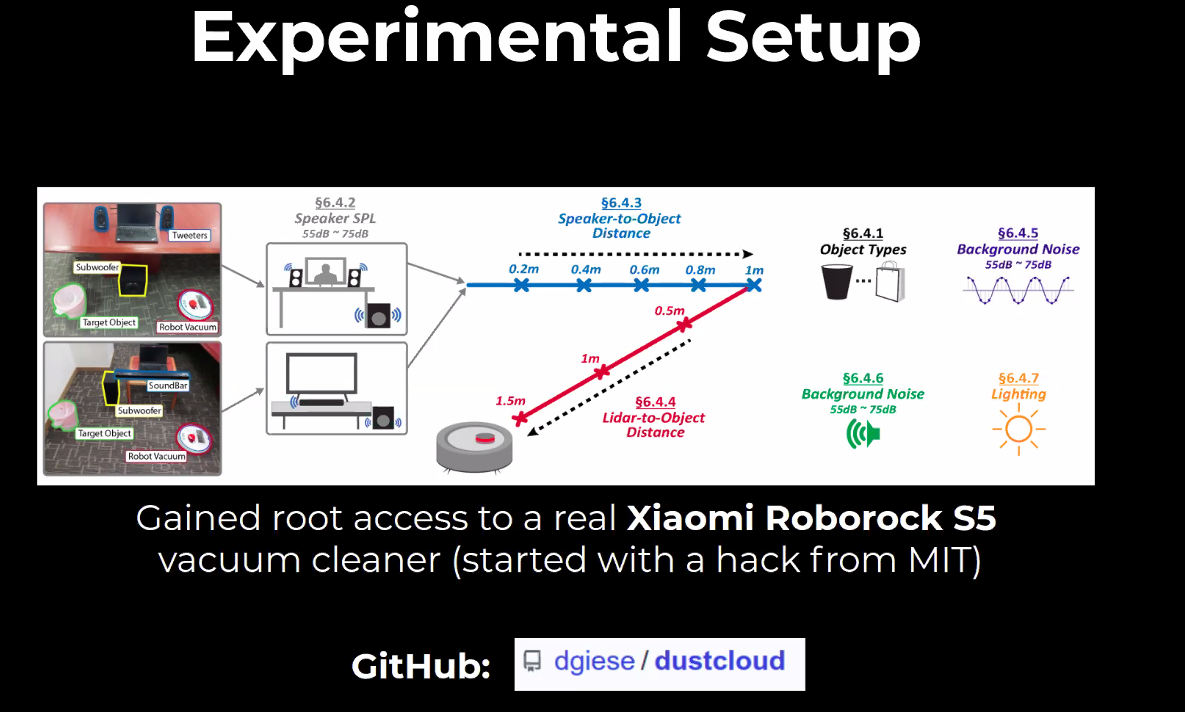 Experimental Setup
Tweeters
Subwoofer
Target Object
Robot Vacuum
SoundBar
Subwoofer
Target Object
Robot Vacuum
§6.4.2
Speaker SPL
55dB ~ 75dB
§6.4.3
Speaker-to-Object
Distance
0.2m 0.4m 0.6m 0.8m 1m
0.5m
1m
1.5m
§6.4.4
Lidar-to-Object
Distance
§6.4.1
Object Types
§6.4.5
Background Noise
55dB ~ 75dB
§6.4.6
Background Noise
55dB ~ 75dB
§6.4.7
Lighting
Gained root access to a real Xiaomi Roborock S5
vacuum cleaner (started with a hack from MIT)
GitHub: dgiese / dustcloud